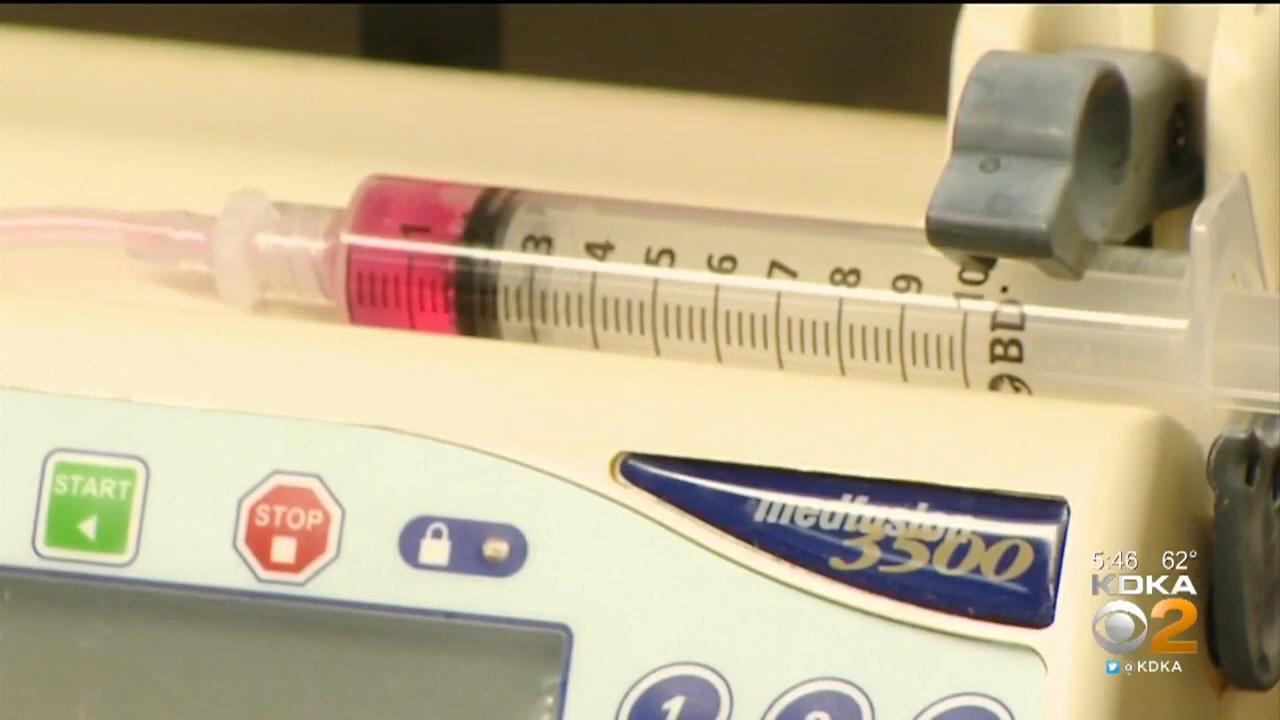 1 3 4 5 6 7 8 9 10
BD.
START
STOP
medfusion
3500
1
5:46 62°
KDKA
2
@KDKA